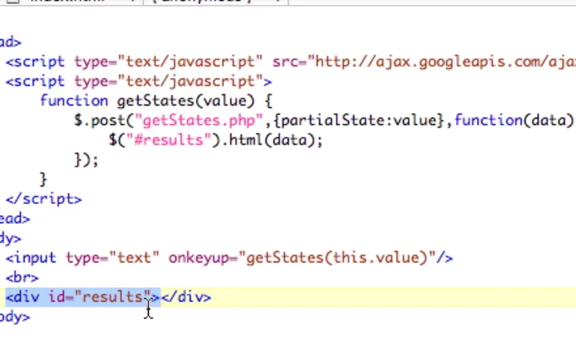 ad>
<script type="text/javascript" src="http://ajax.googleapis.com/aja
<script type="text/javascript">
function getStates(value) {
$.post("getStates.php",{partialState:value},function(data)
$("#results").html(data);
});
}
</script>
ead>
dy>
<input type="text" onkeyup="getStates(this.value)"/>
<br>
<div id="results"></div>
ody>